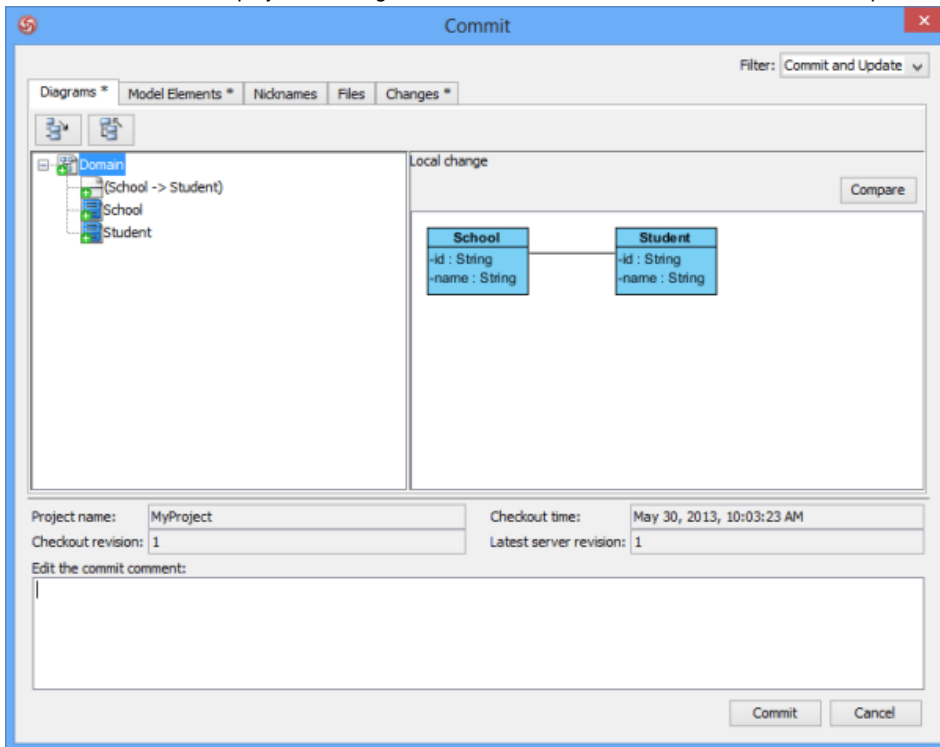 Commit
Filter: Commit and Update
Diagrams * Model Elements * Nicknames Files Changes *
Domain
(School -> Student)
School
Student
Local change
Compare
School
-id : String
-name : String
Student
-id : String
-name : String
Project name: MyProject
Checkout time: May 30, 2013, 10:03:23 AM
Checkout revision: 1
Latest server revision: 1
Edit the commit comment:
Commit Cancel